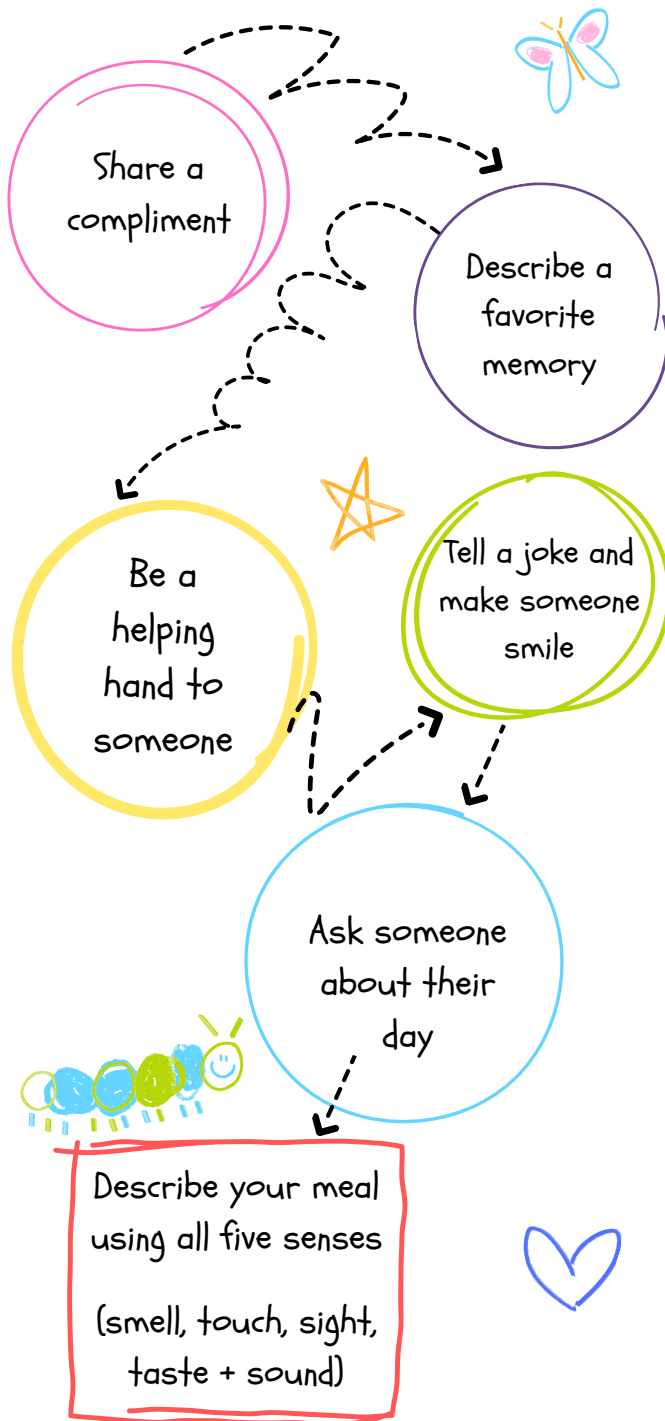 Share a
compliment
Describe a
favorite
memory
Be a
helping
hand to
someone
Tell a joke and
make someone
smile
Ask someone
about their
day
Describe your meal
using all five senses
(smell, touch, sight,
taste + sound)